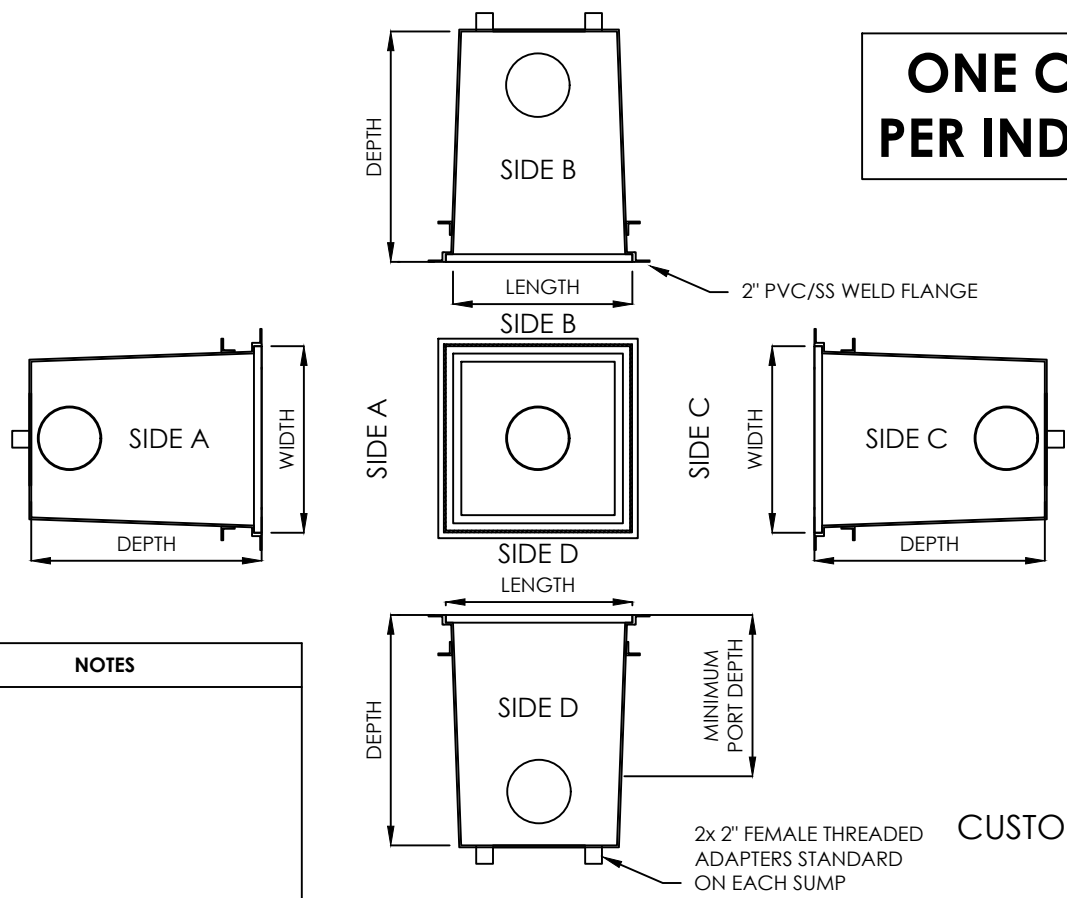 ONE C
PER IND
DEPTH
SIDE B
LENGTH
2" PVC/SS WELD FLANGE
SIDE B
SIDE A
WIDTH
DEPTH
SIDE A
SIDE C
WIDTH
SIDE C
DEPTH
SIDE D
LENGTH
NOTES
DEPTH
SIDE D
MINIMUM
PORT DEPTH
2x 2" FEMALE THREADED
ADAPTERS STANDARD
ON EACH SUMP
CUSTO